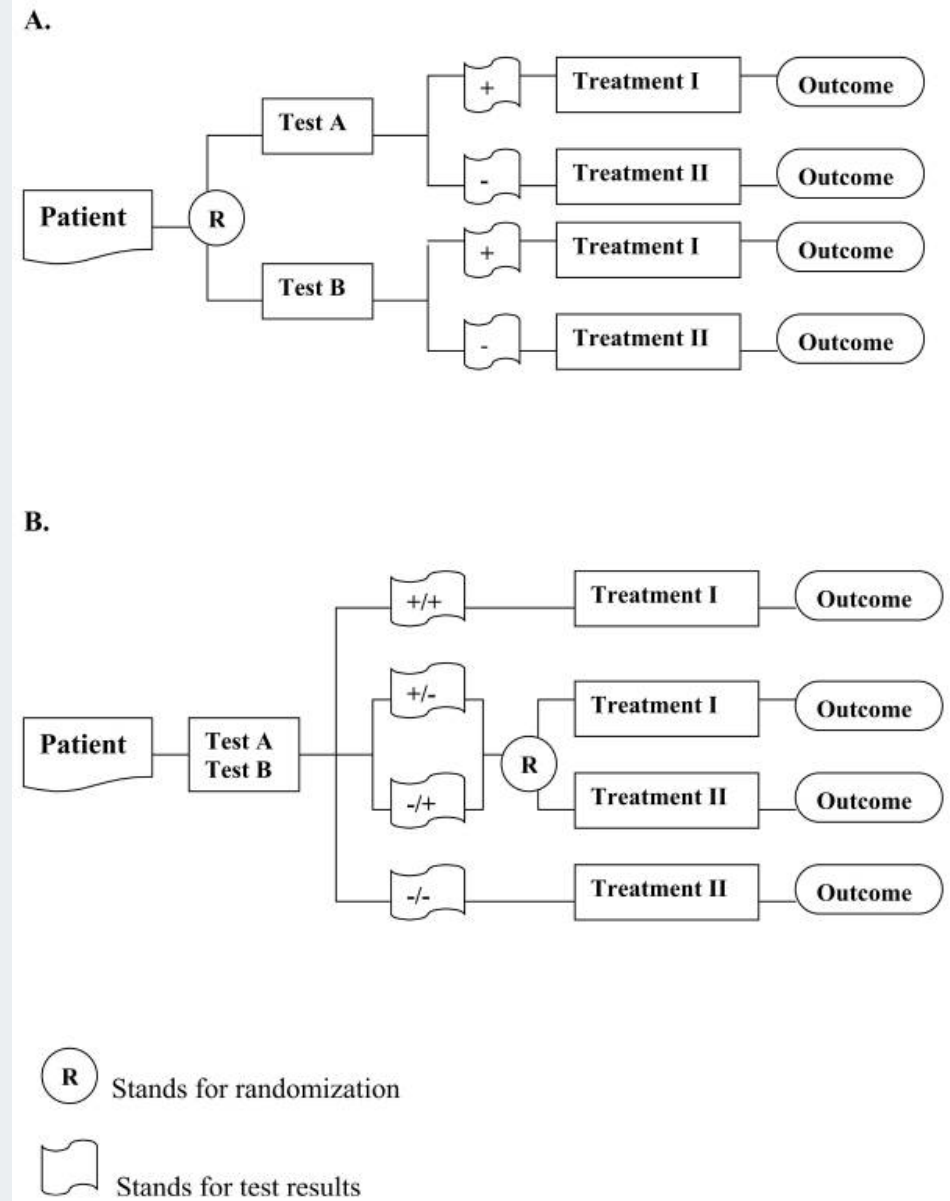 A.
+
Treatment I
Outcome
Test A
-
Treatment II
Outcome
Patient
R
+
Treatment I
Outcome
Test B
-
Treatment II
Outcome
B.
+/+
Treatment I
Outcome
+/-
Treatment I
Outcome
Patient
Test A
Test B
R
-/+
Treatment II
Outcome
-/-
Treatment II
Outcome
R
Stands for randomization
Stands for test results